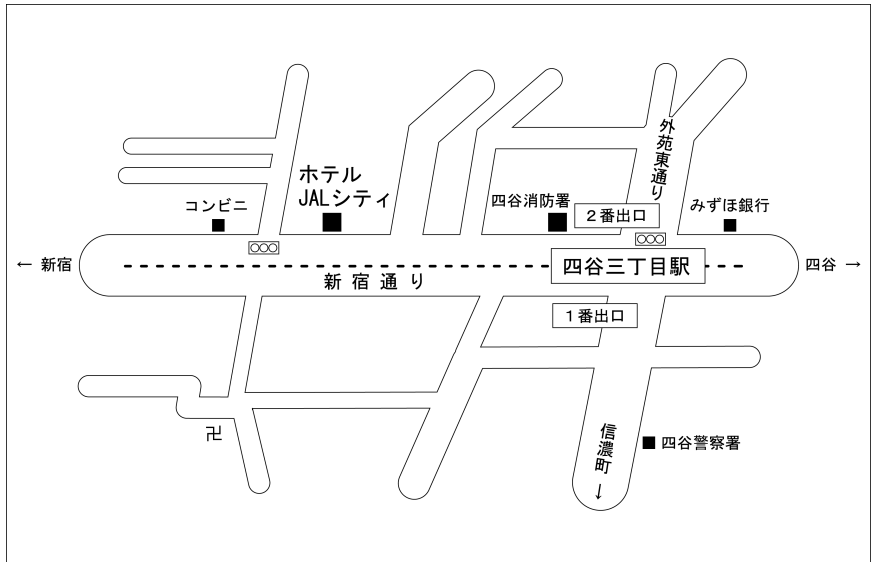 外苑東通り
ホテル
JALシティ
コンビニ
四谷消防署
２番出口
みずほ銀行
← 新宿
四谷三丁目駅
四谷 →
新宿通り
１番出口
卍
信濃町
↓
四谷警察署